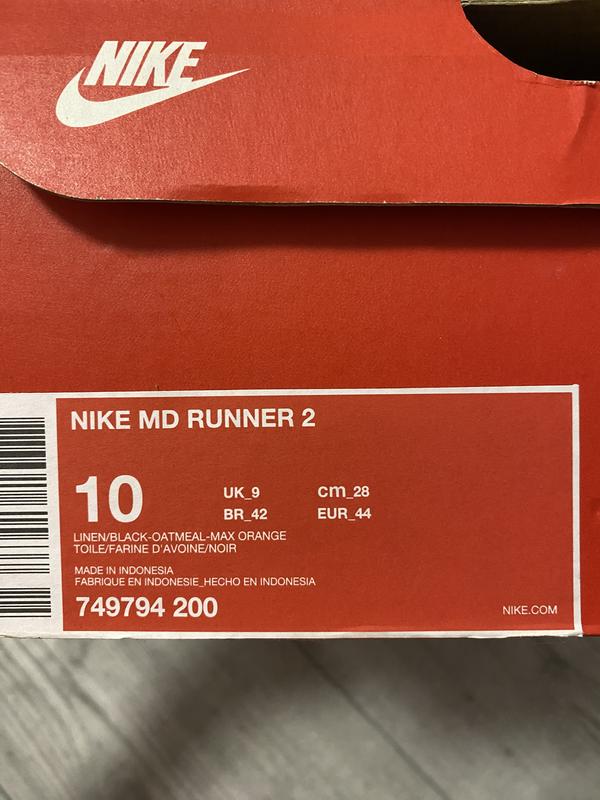 NIKE
NIKE MD RUNNER 2
10
UK_9 cm_28
BR_42 EUR_44
LINEN/BLACK-OATMEAL-MAX ORANGE
TOILE/FARINE D'AVOINE/NOIR
MADE IN INDONESIA
FABRIQUE EN INDONESIE_HECHO EN INDONESIA
749794 200
NIKE.COM